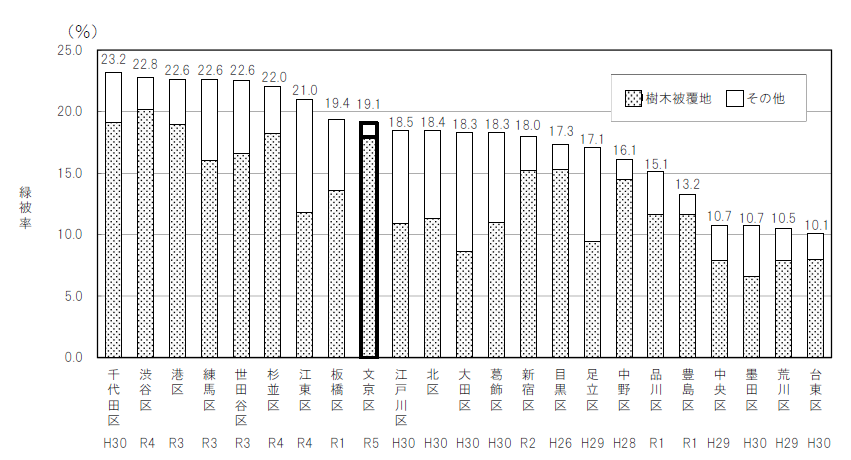 (%)
25.0
20.0
15.0
10.0
5.0
0.0
緑被率
樹木被覆地 その他
23.2 22.8 22.6 22.6 22.6 22.0 21.0 19.4 19.1 18.5 18.4 18.3 18.3 18.0 17.3 17.1 16.1 15.1 13.2 10.7 10.7 10.5 10.1
千代田区 渋谷区 港区 練馬区 世田谷区 杉並区 江東区 板橋区 文京区 江戸川区 北区 大田区 葛飾区 新宿区 目黒区 足立区 中野区 品川区 豊島区 中央区 墨田区 荒川区 台東区
H30 R4 R3 R3 R3 R4 R4 R1 R5 H30 H30 H30 H30 R2 H26 H29 H28 R1 R1 H29 H30 H29 H30